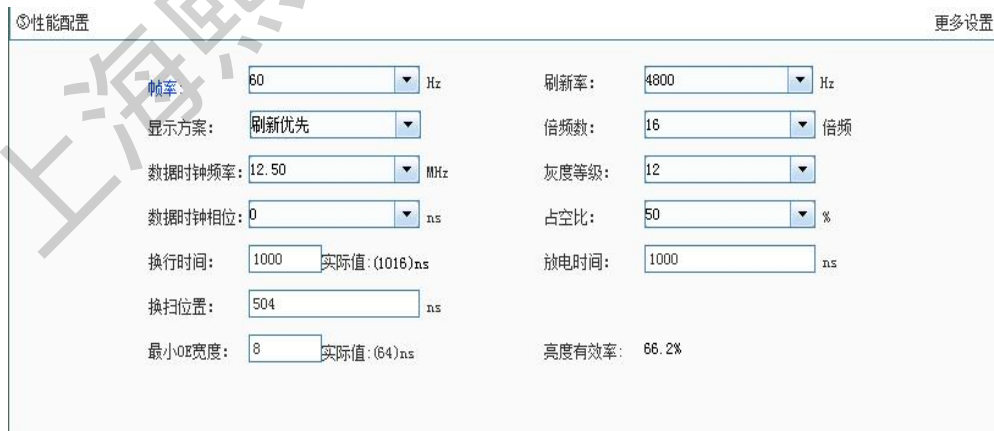 ⑤性能配置 更多设置
帧率: 60 Hz 刷新率: 4800 Hz
显示方案: 刷新优先 倍频数: 16 倍频
数据时钟频率: 12.50 MHz 灰度等级: 12
数据时钟相位: 0 ns 占空比: 50 %
换行时间: 1000 实际值:(1016)ns 放电时间: 1000 ns
换扫位置: 504 ns
最小OE宽度: 8 实际值:(64)ns 亮度有效率: 66.2%
上海熙